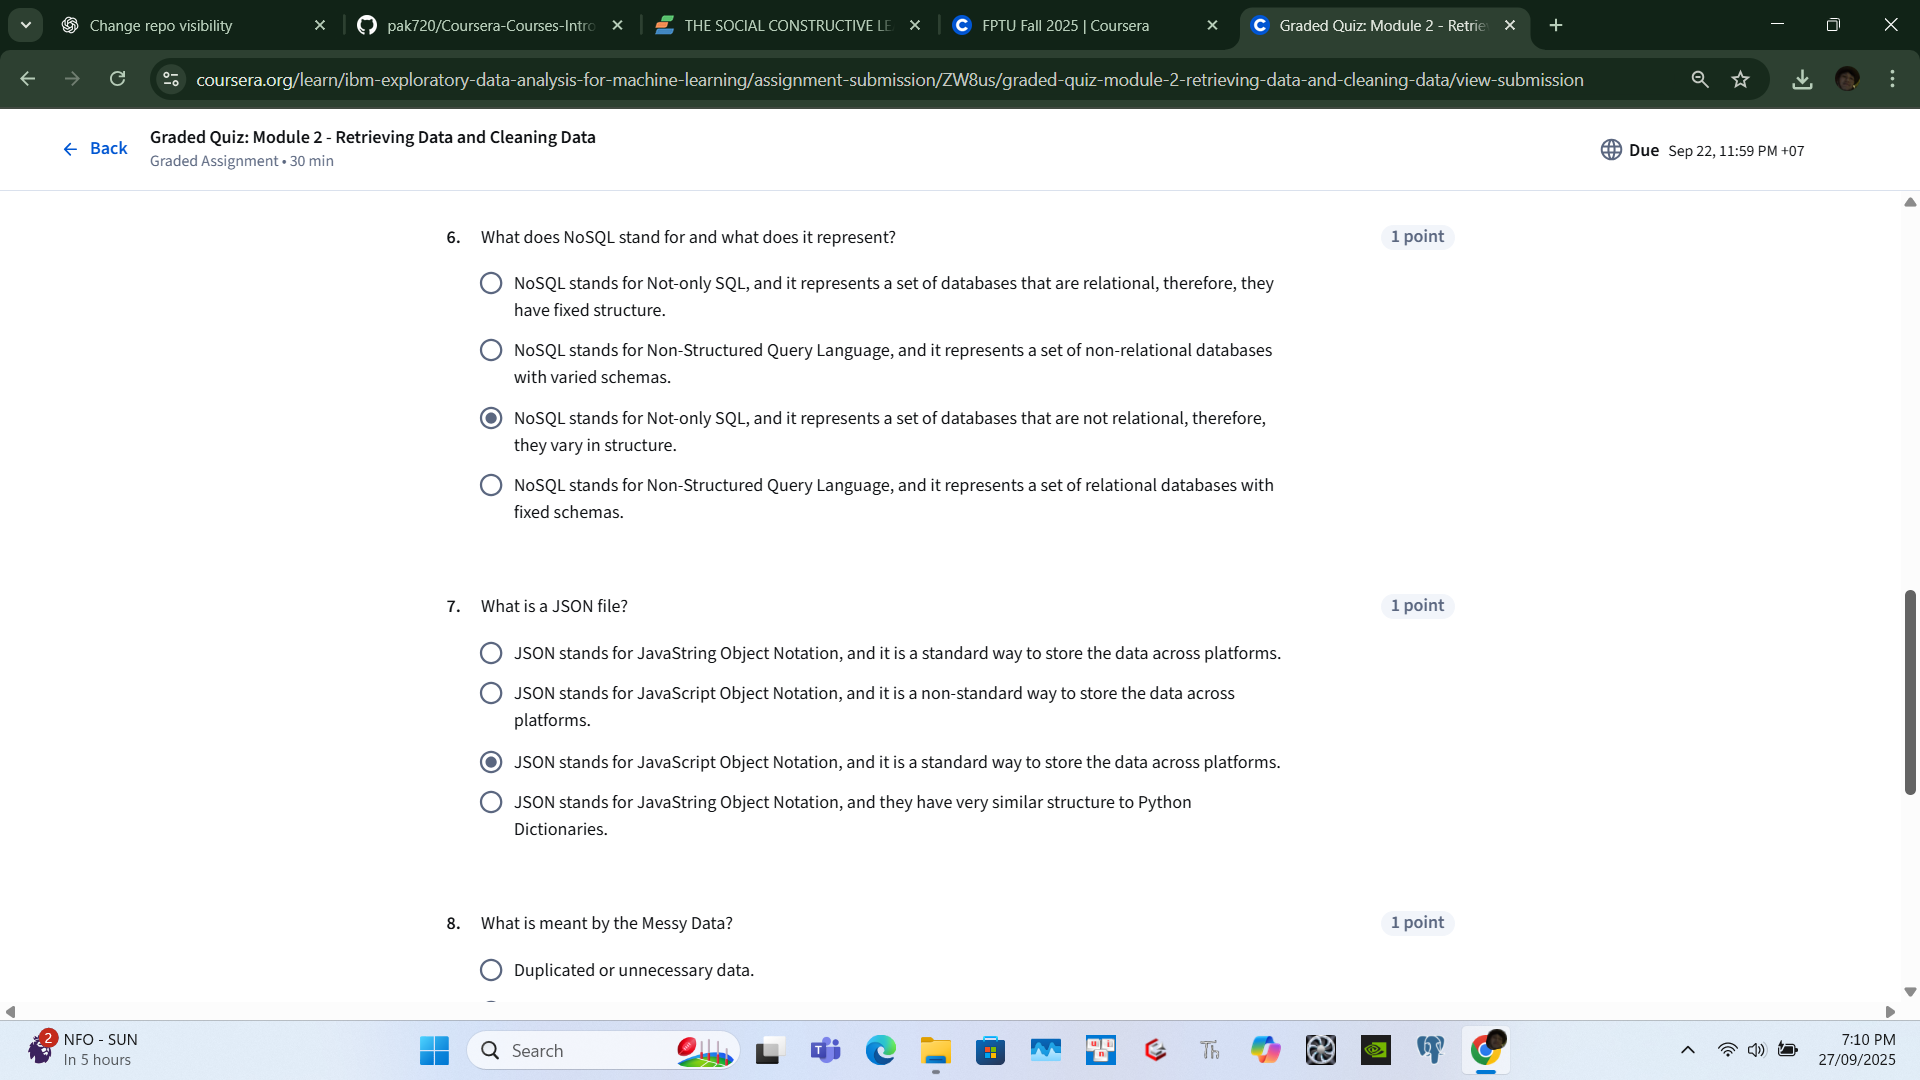 Change repo visibility
pak720/Coursera-Courses-Intro
THE SOCIAL CONSTRUCTIVE LE
FPTU Fall 2025 | Coursera
Graded Quiz: Module 2 - Retrie
coursera.org/learn/ibm-exploratory-data-analysis-for-machine-learning/assignment-submission/ZW8us/graded-quiz-module-2-retrieving-data-and-cleaning-data/view-submission
Back
Graded Quiz: Module 2 - Retrieving Data and Cleaning Data
Graded Assignment • 30 min
Due Sep 22, 11:59 PM +07
6. What does NoSQL stand for and what does it represent?
1 point
NoSQL stands for Not-only SQL, and it represents a set of databases that are relational, therefore, they
have fixed structure.
NoSQL stands for Non-Structured Query Language, and it represents a set of non-relational databases
with varied schemas.
NoSQL stands for Not-only SQL, and it represents a set of databases that are not relational, therefore,
they vary in structure.
NoSQL stands for Non-Structured Query Language, and it represents a set of relational databases with
fixed schemas.
7. What is a JSON file?
1 point
JSON stands for JavaString Object Notation, and it is a standard way to store the data across platforms.
JSON stands for JavaScript Object Notation, and it is a non-standard way to store the data across
platforms.
JSON stands for JavaScript Object Notation, and it is a standard way to store the data across platforms.
JSON stands for JavaString Object Notation, and they have very similar structure to Python
Dictionaries.
8. What is meant by the Messy Data?
1 point
Duplicated or unnecessary data.
2
NFO - SUN
In 5 hours
Search
Th
7:10 PM
27/09/2025